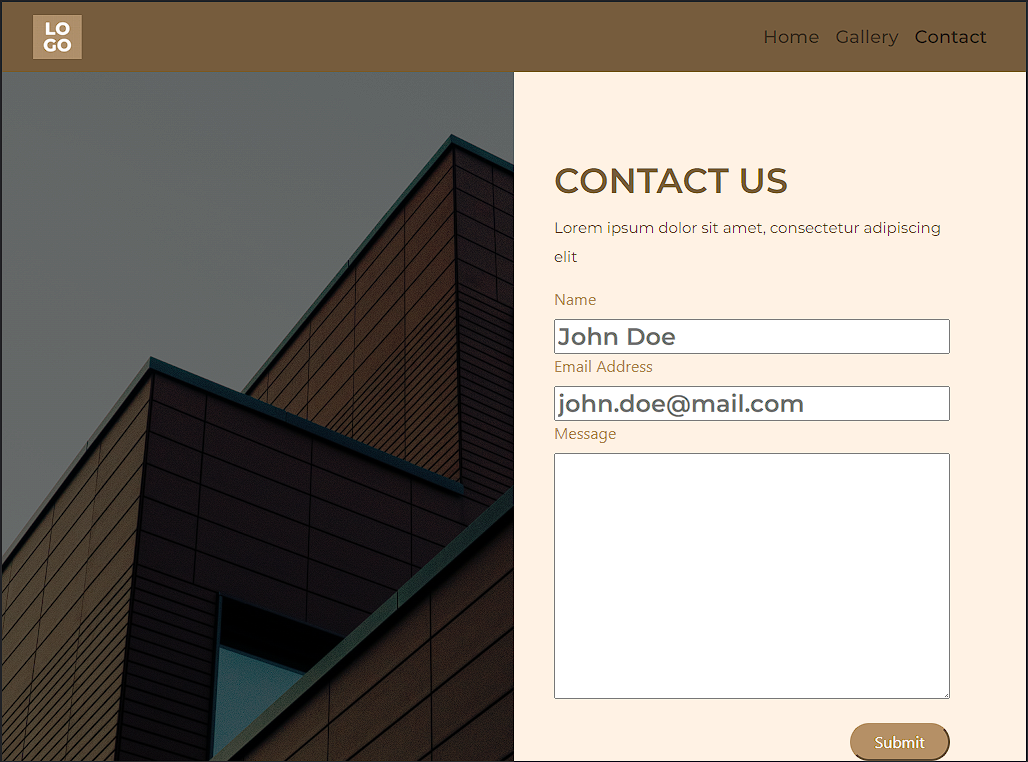 LO
GO
Home Gallery Contact
CONTACT US
Lorem ipsum dolor sit amet, consectetur adipiscing
elit
Name
John Doe
Email Address
john.doe@mail.com
Message
Submit